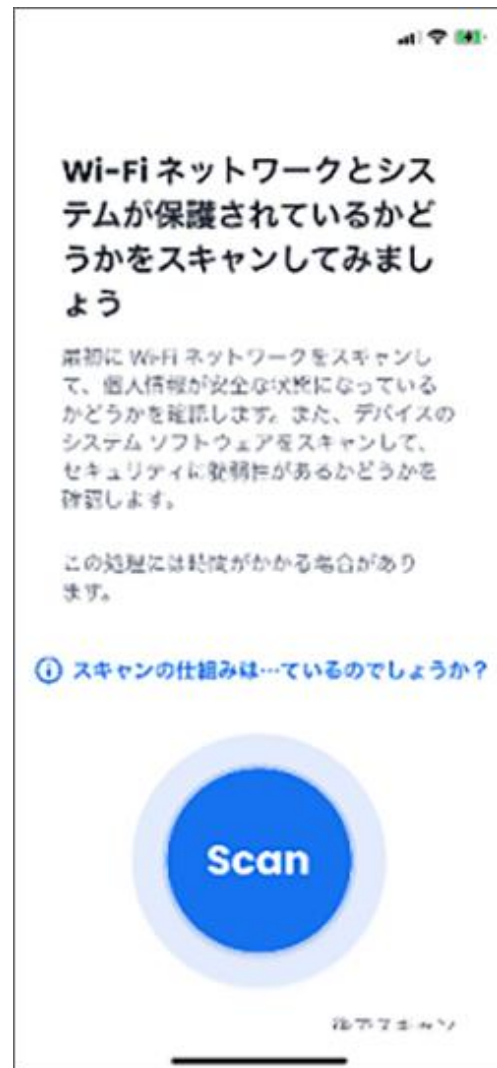 Wi-Fi ネットワークとシス
テムが保護されているかど
うかをスキャンしてみまし
ょう
最初に Wi-Fi ネットワークをスキャンし
て、個人情報が安全な状態になっている
かどうかを確認します。また、デバイスの
システム ソフトウェアをスキャンして、
セキュリティに脆弱性があるかどうかを
確認します。
この処理には時間がかかる場合があり
ます。
スキャンの仕組みは…ているのでしょうか？
Scan
後でスキャン